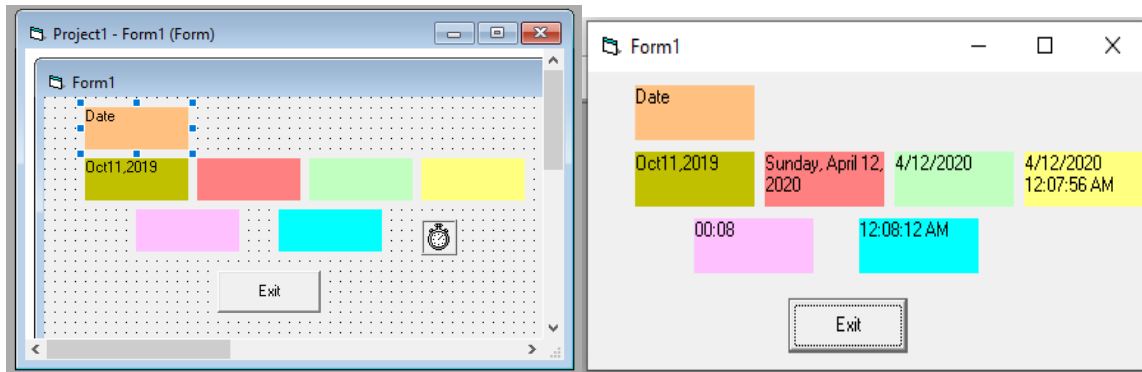 Project1 - Form1 (Form)
Form1
Date
Oct11,2019
Exit
Form1
Date
Oct11,2019
Sunday, April 12,
2020
4/12/2020
4/12/2020
12:07:56 AM
00:08
12:08:12 AM
Exit